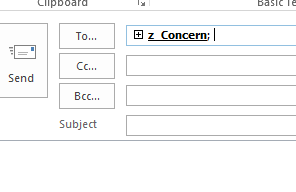 Clipboard
Basic Te
To...
z_Concern;
Cc...
Send
Bcc...
Subject